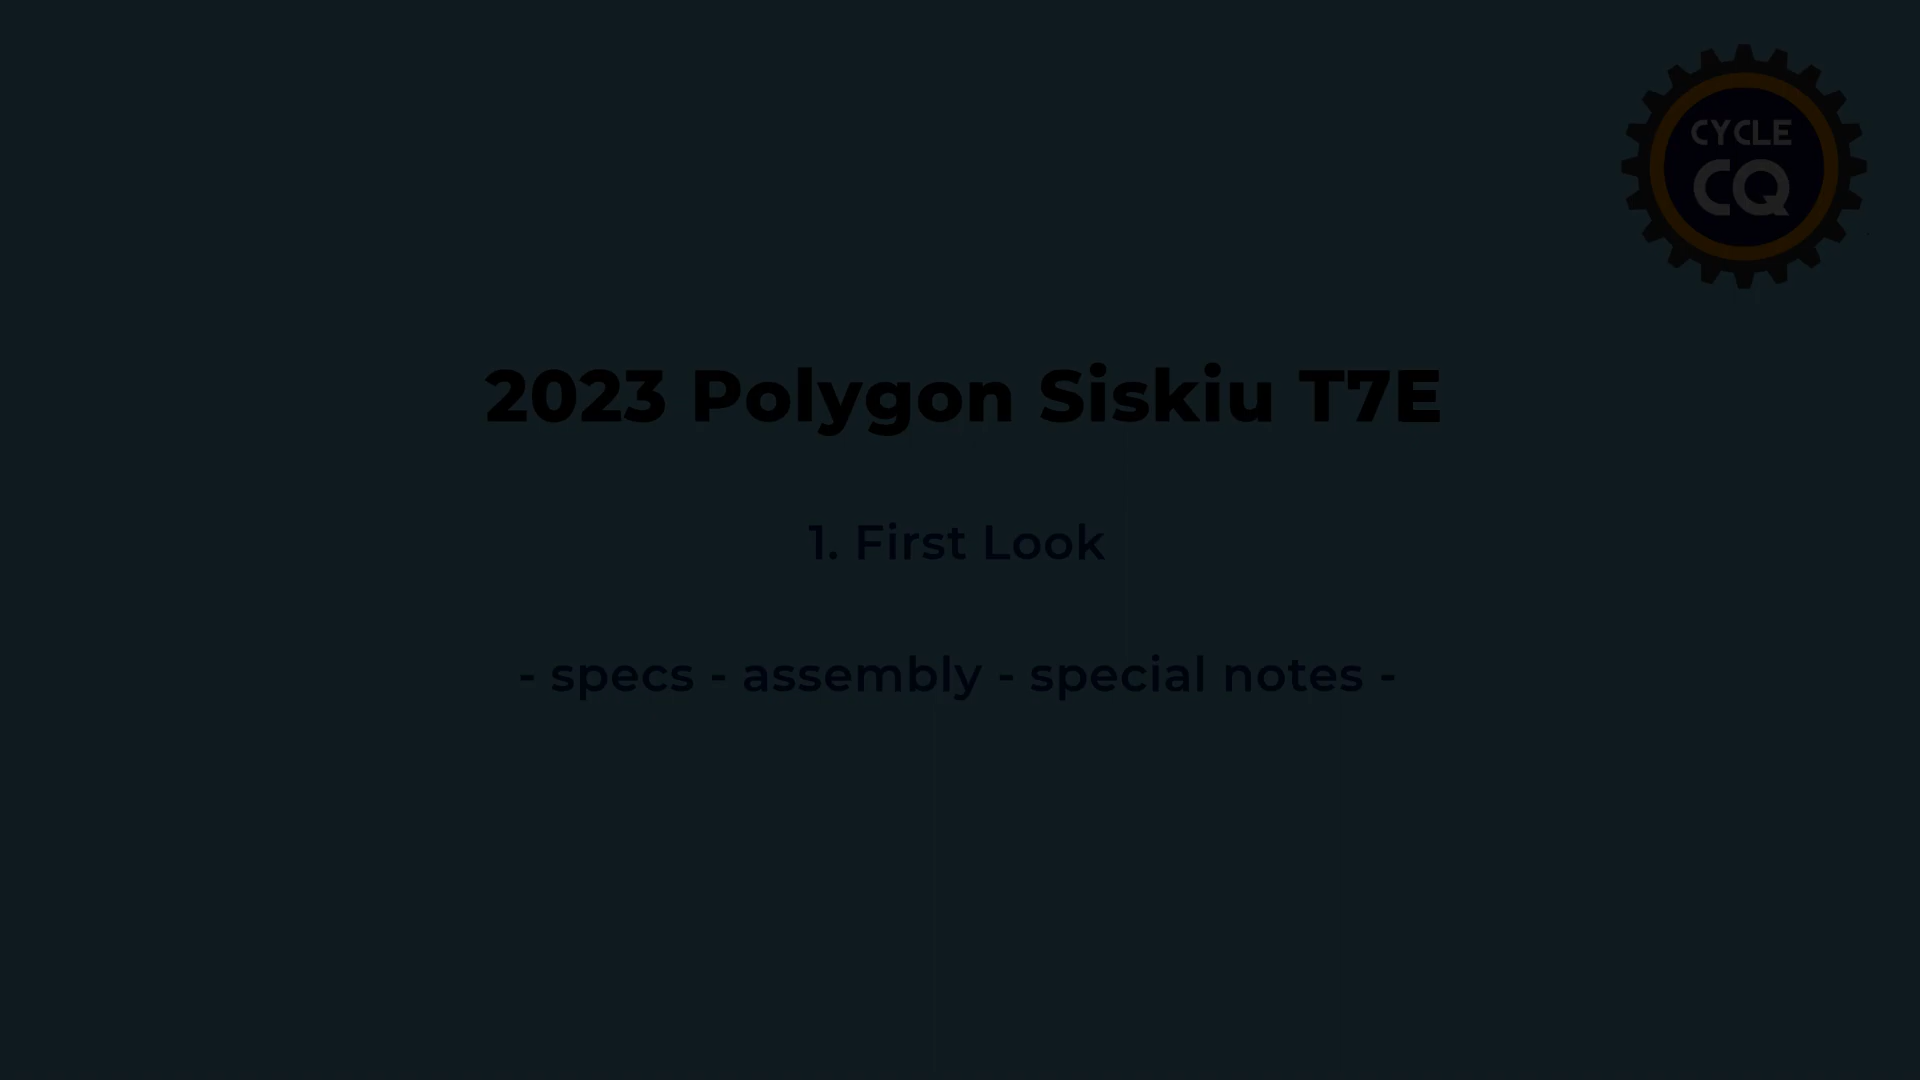 CYCLE
CQ
2023 Polygon Siskiu T7E
1. First Look
- specs - assembly - special notes -